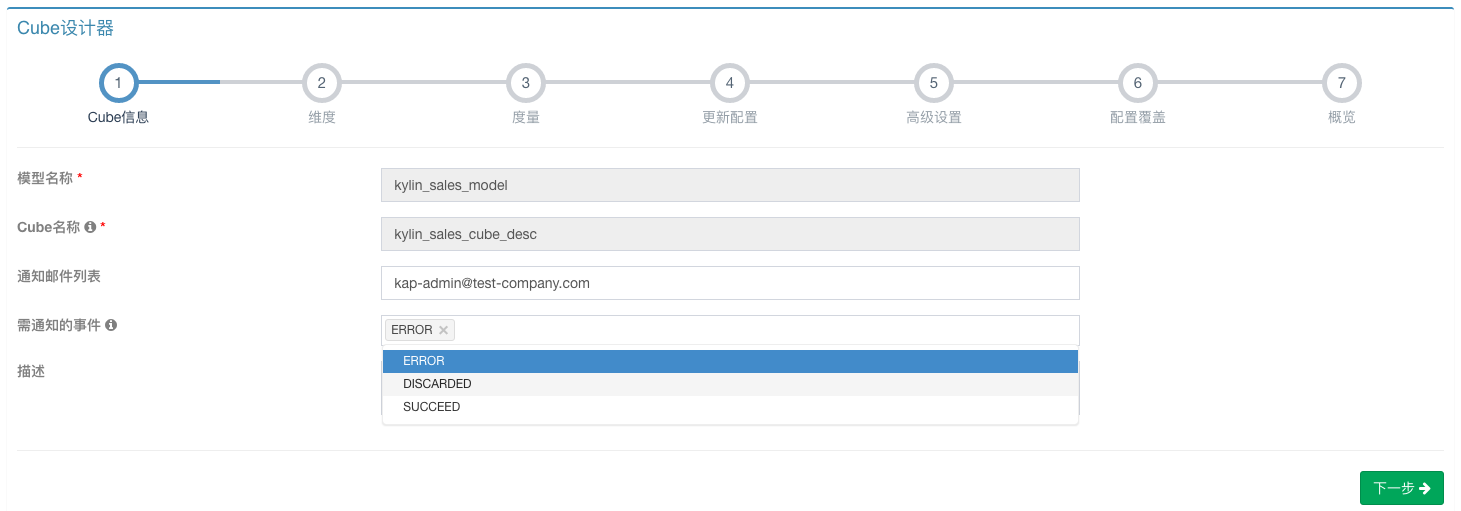 Cube设计器
1 2 3 4 5 6 7
Cube信息 维度 度量 更新配置 高级设置 配置覆盖 概览
模型名称 * kylin_sales_model
Cube名称 * kylin_sales_cube_desc
通知邮件列表 kap-admin@test-company.com
需通知的事件 ERROR ×
ERROR
描述
DISCARDED
SUCCEED
下一步